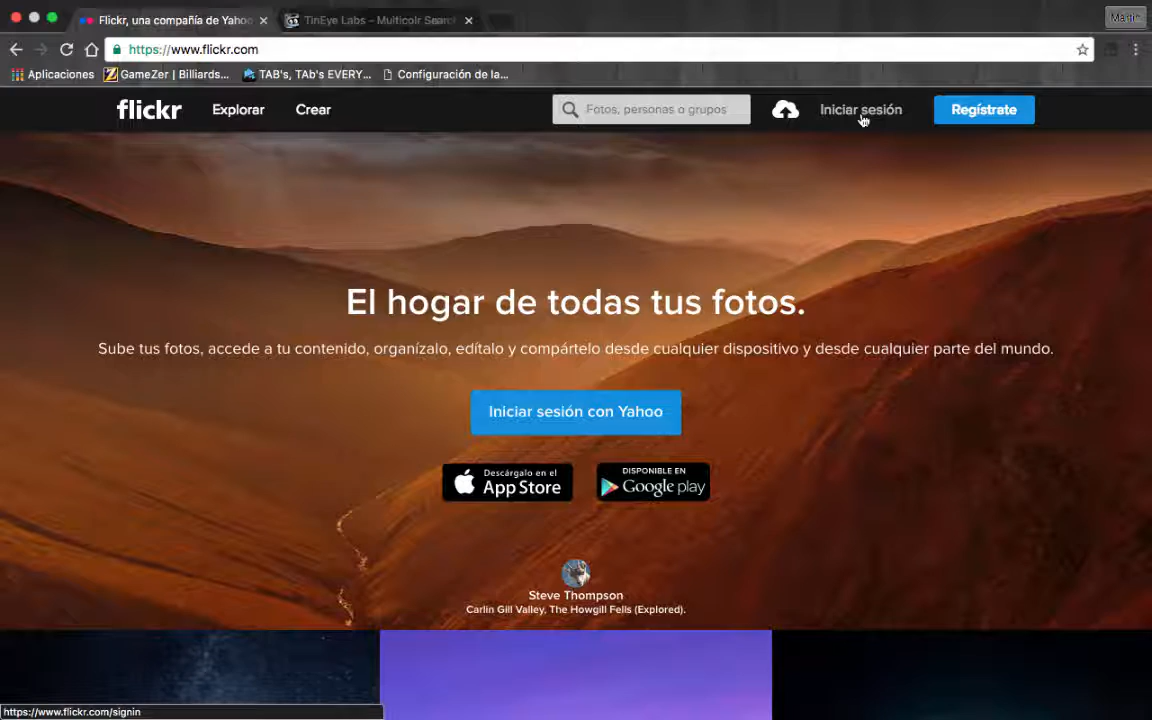 Flickr, una compañía de Yahoo
TinEye Labs - Multicolr Search
Martin
https://www.flickr.com
Aplicaciones
GameZer | Billiards...
TAB's, TAb's EVERY...
Configuración de la...
flickr
Explorar
Crear
Fotos, personas o grupos
Iniciar sesión
Regístrate
El hogar de todas tus fotos.
Sube tus fotos, accede a tu contenido, organízalo, edítalo y compártelo desde cualquier dispositivo y desde cualquier parte del mundo.
Iniciar sesión con Yahoo
Descárgalo en el
App Store
DISPONIBLE EN
Google play
Steve Thompson
Carlin Gill Valley, The Howgill Fells (Explored).
https://www.flickr.com/signin